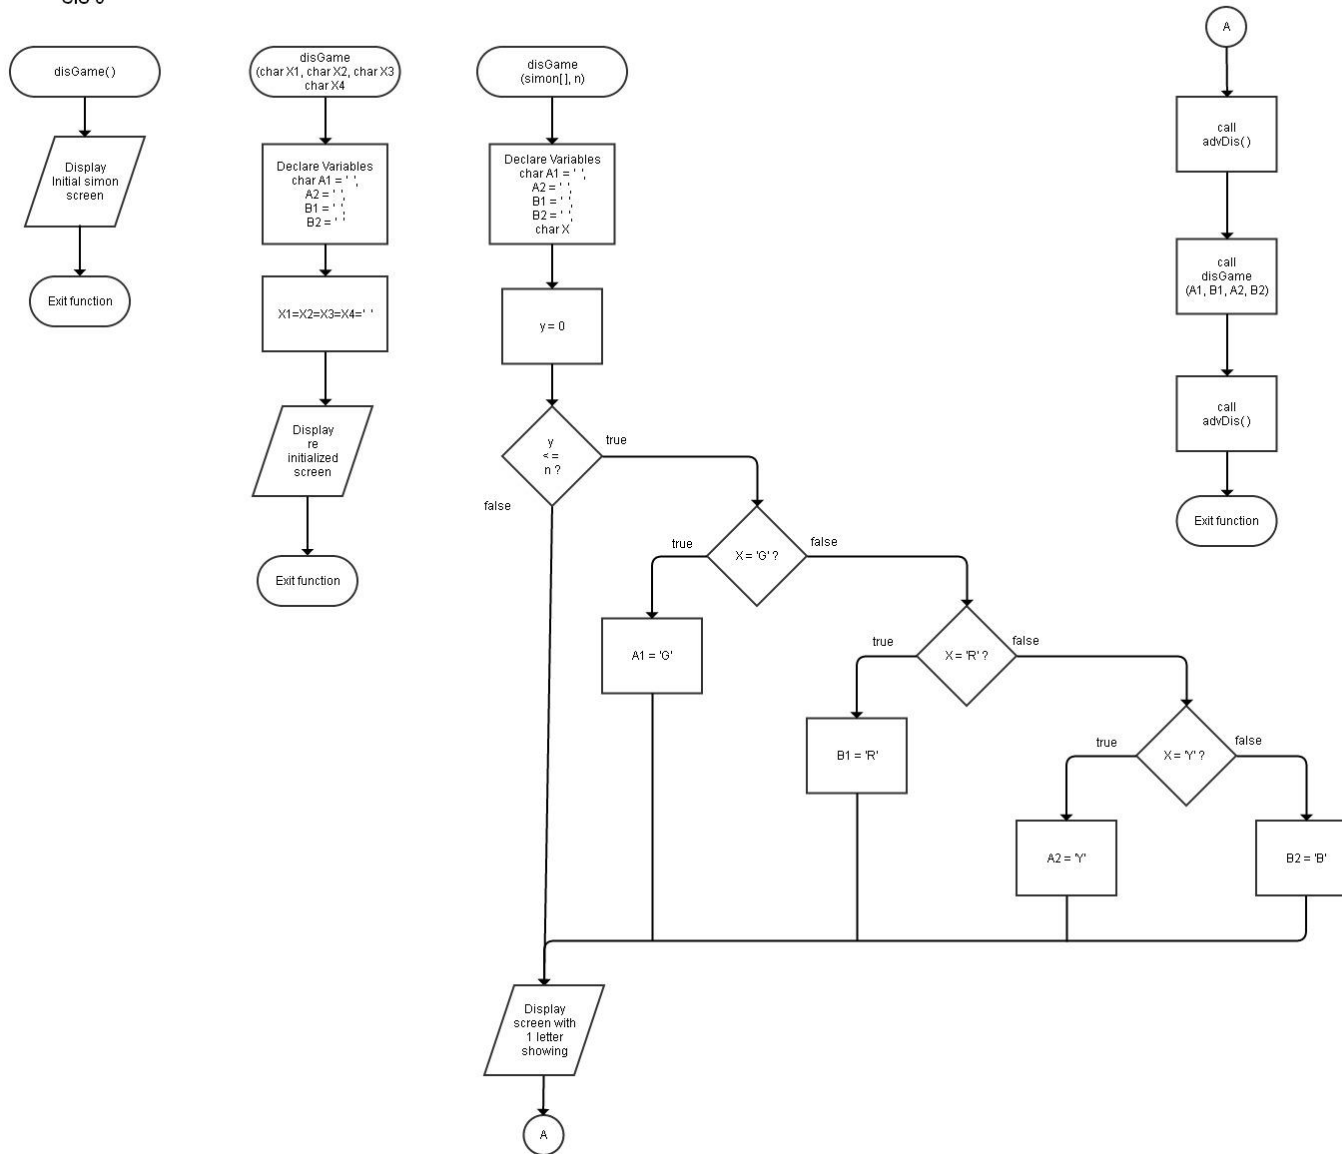 disGame( )
Display
Initial simon
screen
Exit function
disGame
(char X1, char X2, char X3
char X4
Declare Variables
char A1 = ' ',
A2 = ' ',
B1 = ' ',
B2 = ' '
X1=X2=X3=X4=' '
Display
re
initialized
screen
Exit function
disGame
(simon[ ], n)
Declare Variables
char A1 = ' ',
A2 = ' ',
B1 = ' ',
B2 = ' ',
char X
y = 0
y
< =
n ?
true
false
X = 'G' ?
true
false
A1 = 'G'
X = 'R' ?
true
false
B1 = 'R'
X = 'Y' ?
true
false
A2 = 'Y'
B2 = 'B'
Display
screen with
1 letter
showing
A
A
call
advDis( )
call
disGame
(A1, B1, A2, B2)
call
advDis( )
Exit function